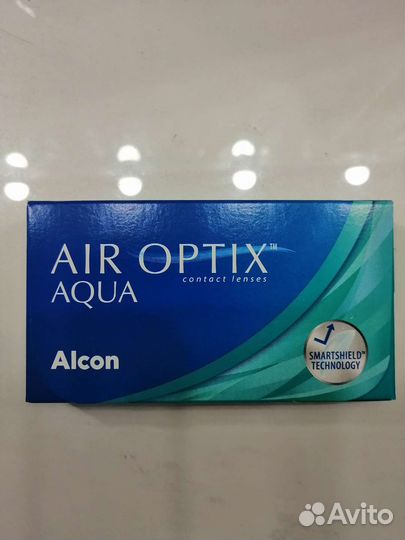 AIR OPTIX™
contact lenses
AQUA
Alcon
SMARTSHIELD™
TECHNOLOGY
Avito